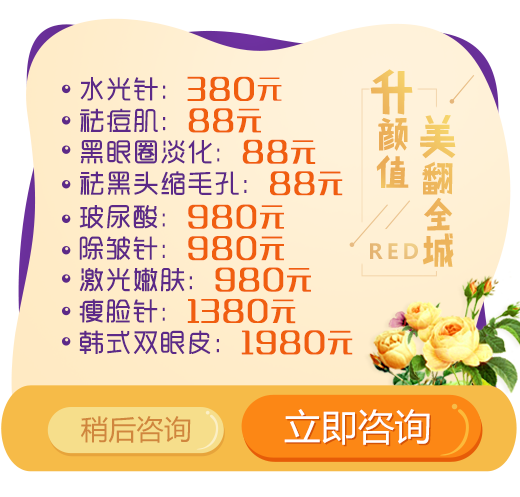 水光针：380元
祛痘肌：88元
黑眼圈淡化：88元
祛黑头缩毛孔：88元
玻尿酸：980元
除皱针：980元
激光嫩肤：980元
瘦脸针：1380元
韩式双眼皮：1980元
升颜值
美翻全城
RED
稍后咨询
立即咨询